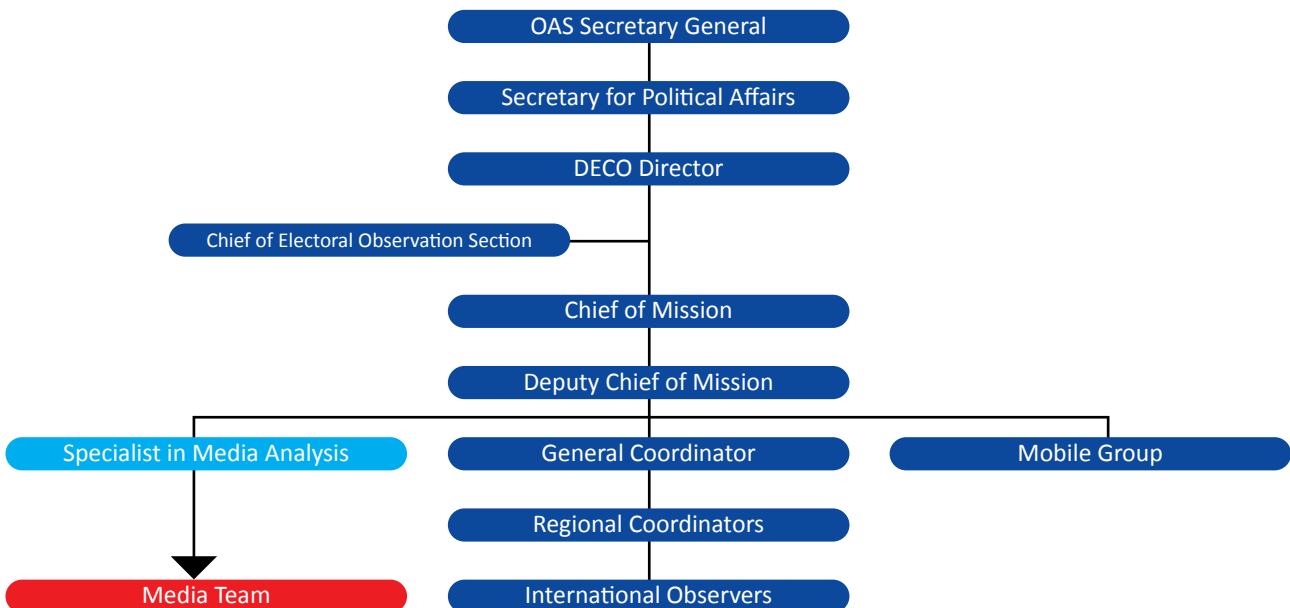 OAS Secretary General
Secretary for Political Affairs
DECO Director
Chief of Electoral Observation Section
Chief of Mission
Deputy Chief of Mission
Specialist in Media Analysis
General Coordinator
Mobile Group
Regional Coordinators
Media Team
International Observers